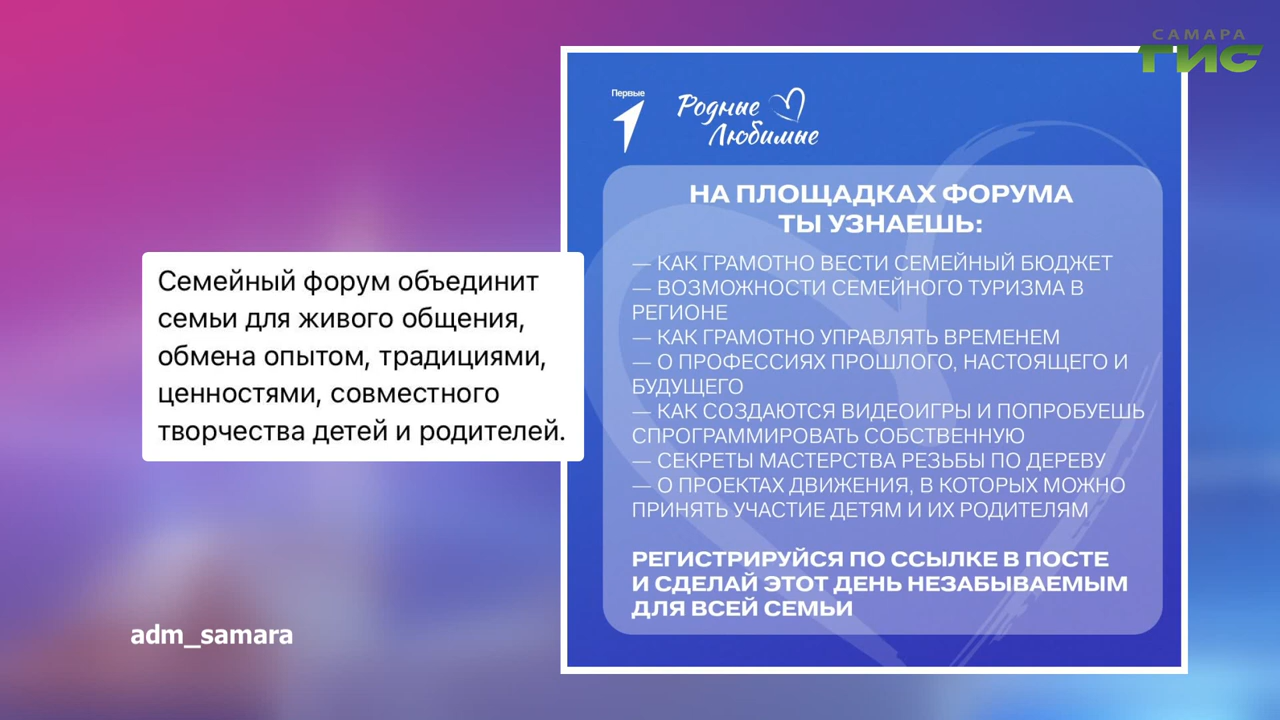 САМАРА
ГИС
Первые
Родные
Любимые
НА ПЛОЩАДКАХ ФОРУМА
ТЫ УЗНАЕШЬ:
— КАК ГРАМОТНО ВЕСТИ СЕМЕЙНЫЙ БЮДЖЕТ
— ВОЗМОЖНОСТИ СЕМЕЙНОГО ТУРИЗМА В
РЕГИОНЕ
— КАК ГРАМОТНО УПРАВЛЯТЬ ВРЕМЕНЕМ
— О ПРОФЕССИЯХ ПРОШЛОГО, НАСТОЯЩЕГО И
БУДУЩЕГО
— КАК СОЗДАЮТСЯ ВИДЕОИГРЫ И ПОПРОБУЕШЬ
СПРОГРАММИРОВАТЬ СОБСТВЕННУЮ
— СЕКРЕТЫ МАСТЕРСТВА РЕЗЬБЫ ПО ДЕРЕВУ
— О ПРОЕКТАХ ДВИЖЕНИЯ, В КОТОРЫХ МОЖНО
ПРИНЯТЬ УЧАСТИЕ ДЕТЯМ И ИХ РОДИТЕЛЯМ
РЕГИСТРИРУЙСЯ ПО ССЫЛКЕ В ПОСТЕ
И СДЕЛАЙ ЭТОТ ДЕНЬ НЕЗАБЫВАЕМЫМ
ДЛЯ ВСЕЙ СЕМЬИ
Семейный форум объединит
семьи для живого общения,
обмена опытом, традициями,
ценностями, совместного
творчества детей и родителей.
adm_samara